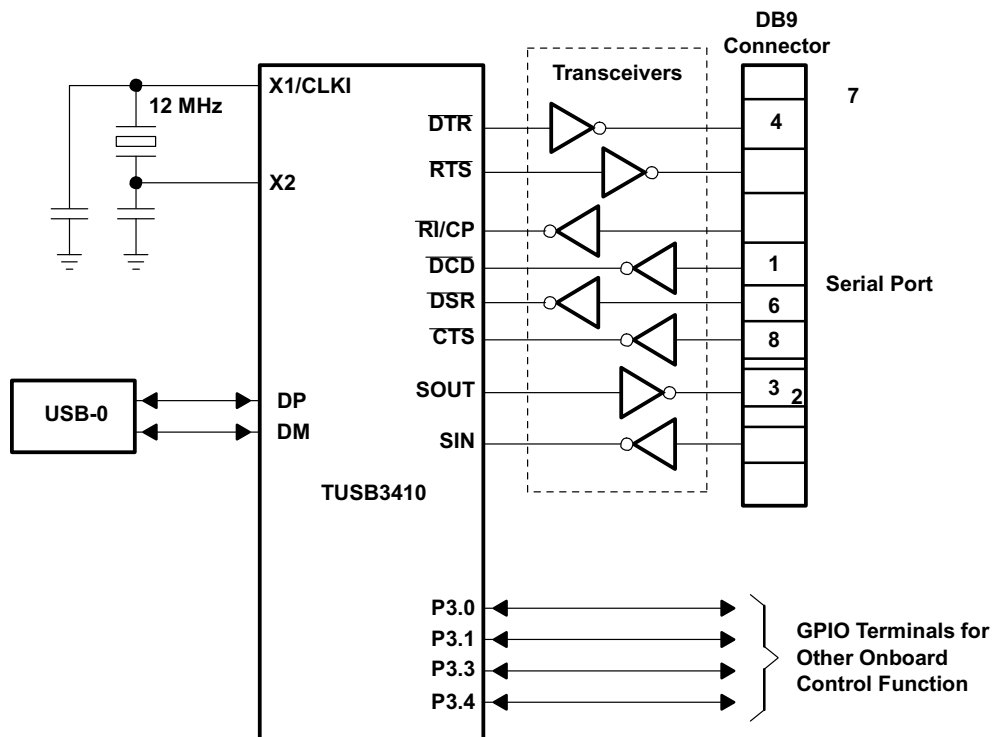 DB9
Connector
Transceivers
X1/CLKI
12 MHz
7
DTR
4
RTS
X2
RI/CP
DCD
1
Serial Port
DSR
6
CTS
8
USB-0
DP
SOUT
3
2
DM
SIN
TUSB3410
P3.0
P3.1
P3.3
P3.4
GPIO Terminals for
Other Onboard
Control Function